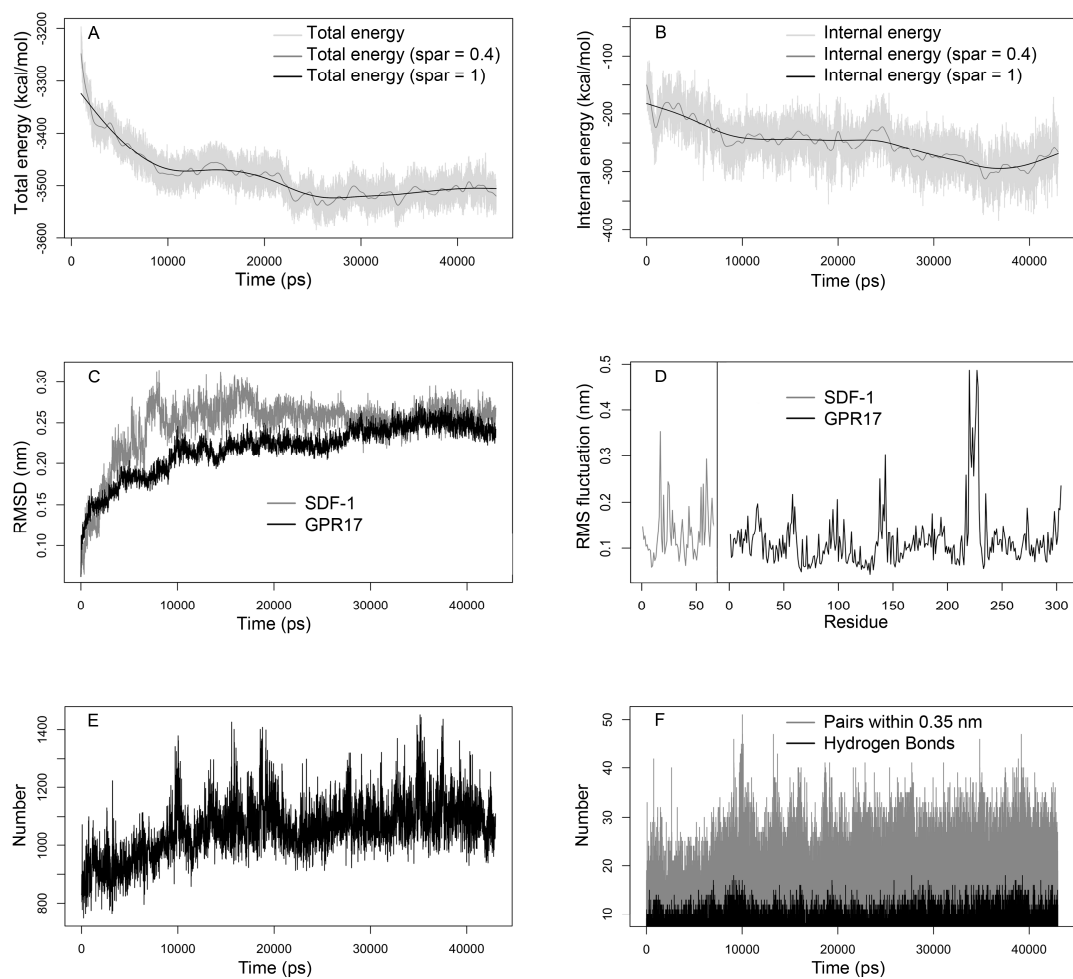 A
Total energy
Total energy (spar = 0.4)
Total energy (spar = 1)
Total energy (kcal/mol)
-3200
-3300
-3400
-3500
-3600
0 10000 20000 30000 40000
Time (ps)
B
Internal energy
Internal energy (spar = 0.4)
Internal energy (spar = 1)
Internal energy (kcal/mol)
-100
-200
-300
-400
0 10000 20000 30000 40000
Time (ps)
C
SDF-1
GPR17
RMSD (nm)
0.30
0.25
0.20
0.15
0.10
0 10000 20000 30000 40000
Time (ps)
D
SDF-1
GPR17
RMS fluctuation (nm)
0.5
0.4
0.3
0.2
0.1
0 50 0 50 100 150 200 250 300
Residue
E
Number
1400
1200
1000
800
0 10000 20000 30000 40000
Time (ps)
F
Pairs within 0.35 nm
Hydrogen Bonds
Number
50
40
30
20
10
0 10000 20000 30000 40000
Time (ps)